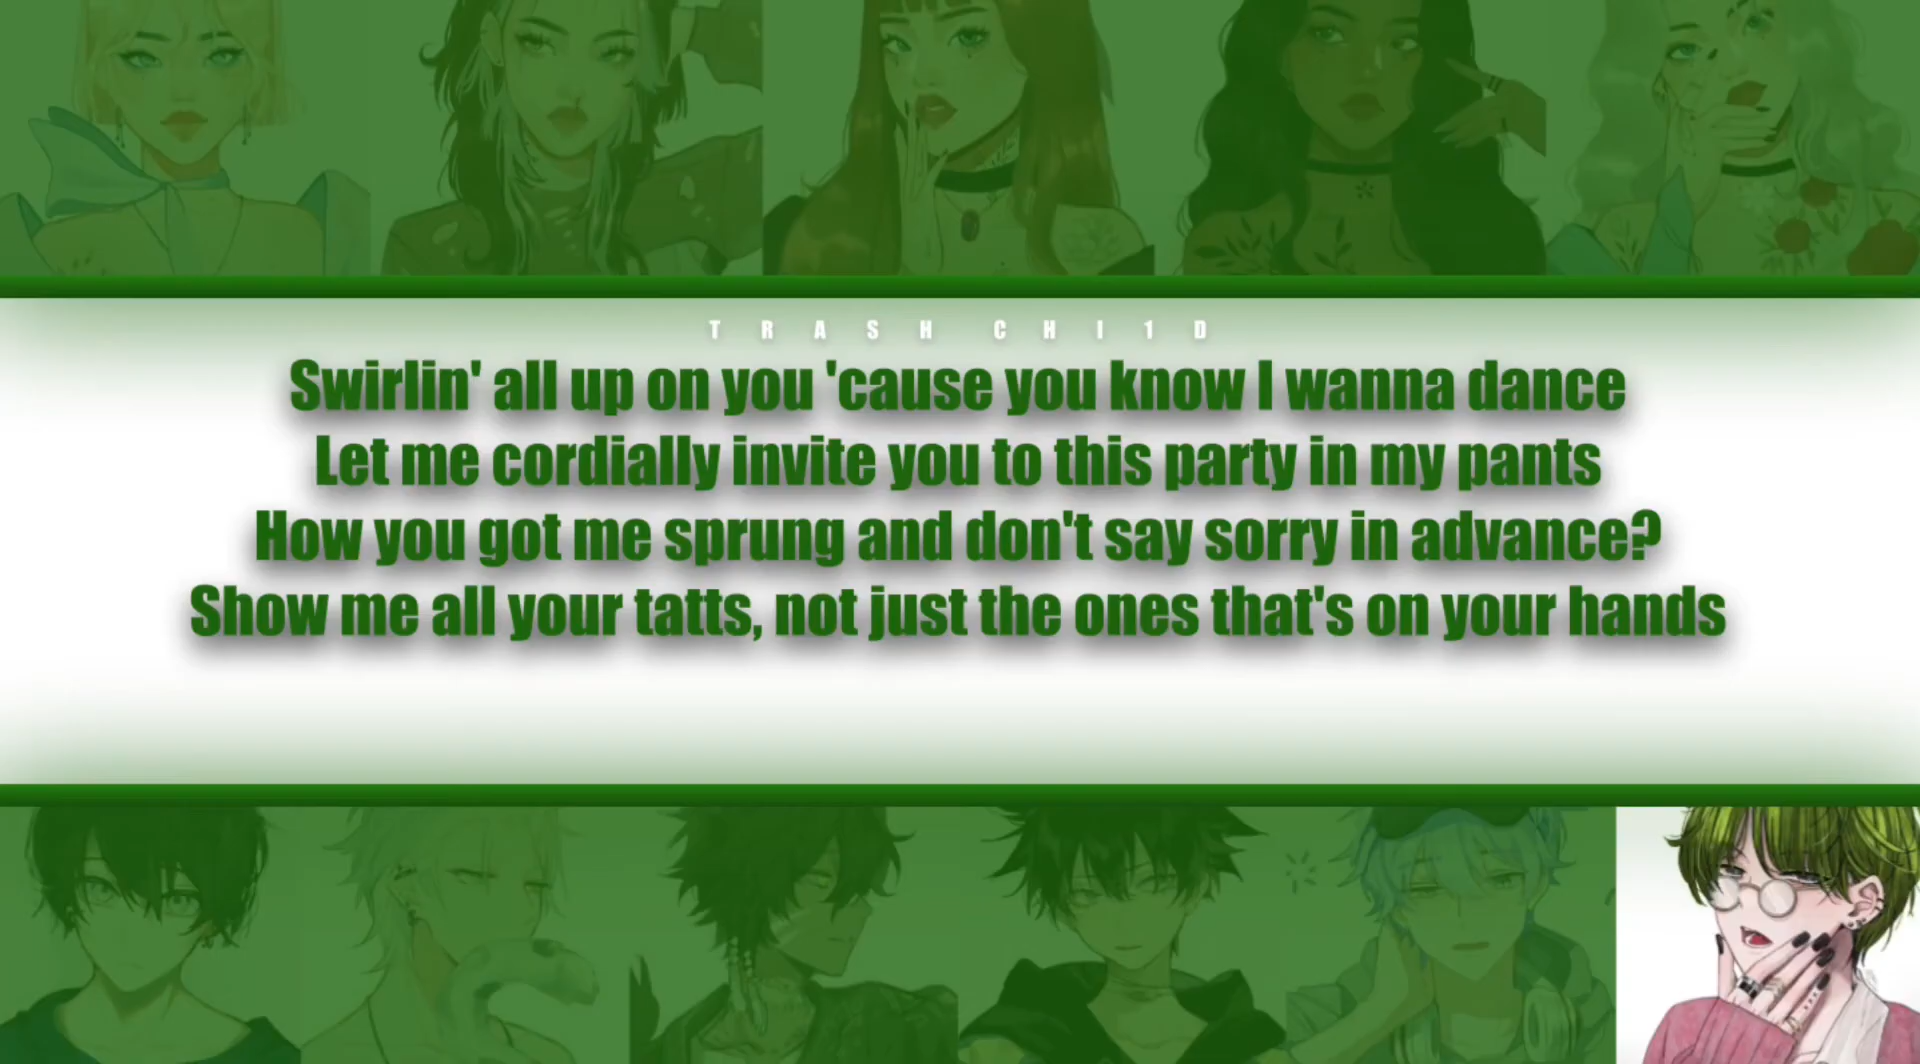 TRASH CHI1D
Swirlin' all up on you 'cause you know I wanna dance
Let me cordially invite you to this party in my pants
How you got me sprung and don't say sorry in advance?
Show me all your tatts, not just the ones that's on your hands